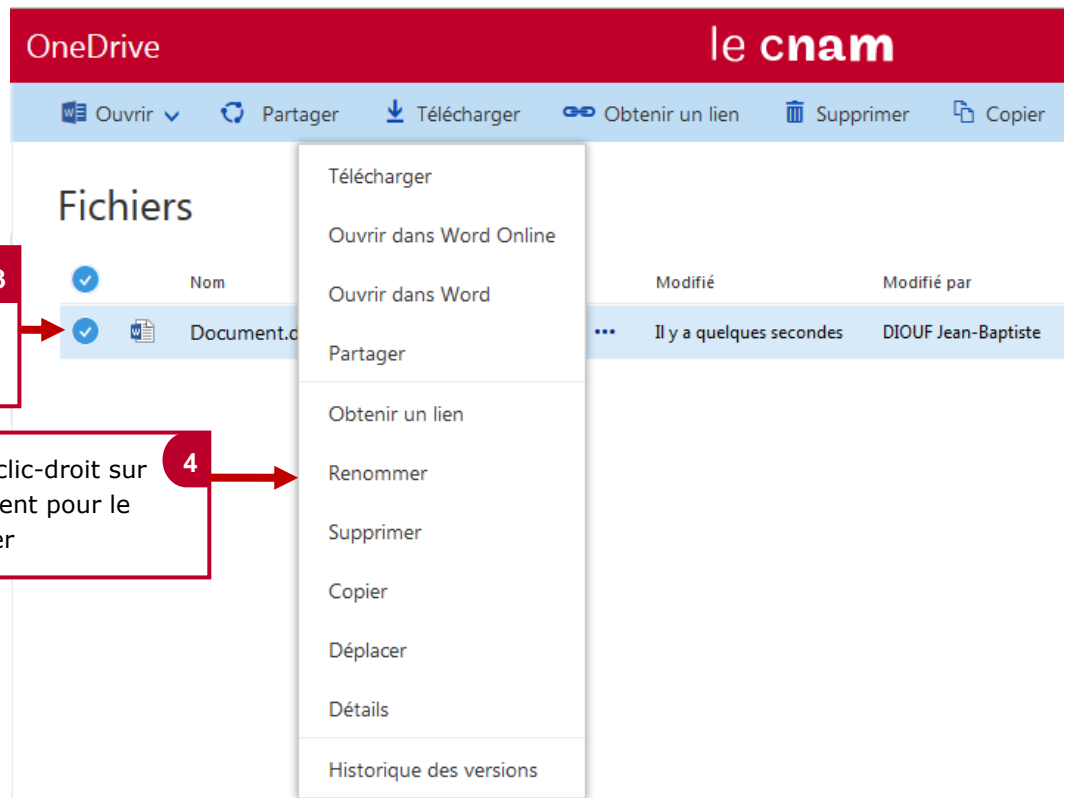 OneDrive
le cnam
Ouvrir
Partager
Télécharger
Obtenir un lien
Supprimer
Copier
Fichiers
Nom
Modifié
Modifié par
Document.d
Il y a quelques secondes
DIOUF Jean-Baptiste
Télécharger
Ouvrir dans Word Online
Ouvrir dans Word
Partager
Obtenir un lien
Renommer
Supprimer
Copier
Déplacer
Détails
Historique des versions
3
4
clic-droit sur
ent pour le
er